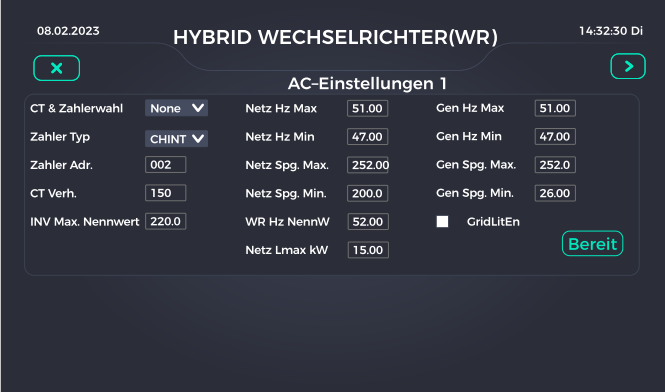 08.02.2023
HYBRID WECHSELRICHTER(WR)
14:32:30 Di
AC-Einstellungen 1
CT & Zahlerwahl None
Netz Hz Max 51.00
Gen Hz Max 51.00
Zahler Typ CHINT
Netz Hz Min 47.00
Gen Hz Min 47.00
Zahler Adr. 002
Netz Spg. Max. 252.00
Gen Spg. Max. 252.0
CT Verh. 150
Netz Spg. Min. 200.0
Gen Spg. Min. 26.00
INV Max. Nennwert 220.0
WR Hz NennW 52.00
GridLitEn
Netz Lmax kW 15.00
Bereit